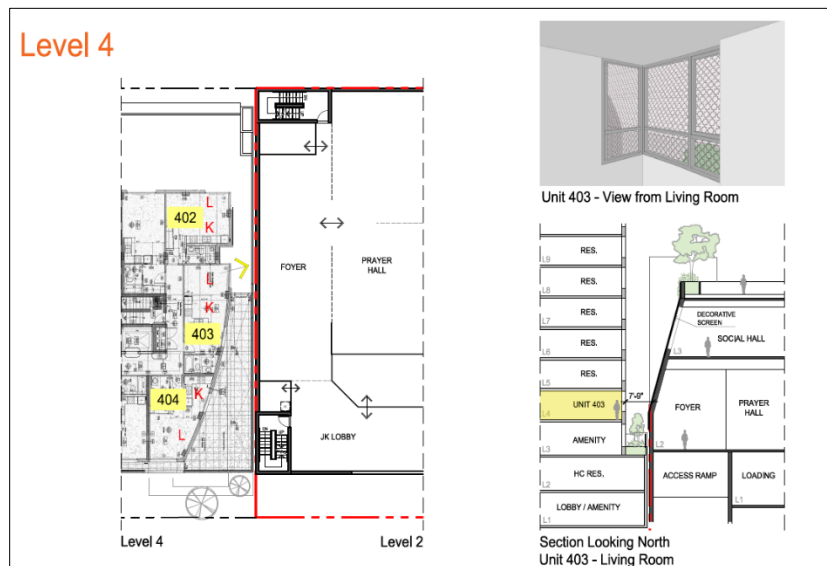 Level 4
402
L
K
L
K
403
K
404
L
FOYER
PRAYER
HALL
JK LOBBY
Level 4
Level 2
Unit 403 - View from Living Room
RES.
L9
RES.
L8
RES.
L7
RES.
L6
RES.
L5
UNIT 403
L4
AMENITY
L3
HC RES.
L2
LOBBY / AMENITY
L1
7'-9"
DECORATIVE
SCREEN
SOCIAL HALL
L3
FOYER
PRAYER
HALL
L2
ACCESS RAMP
LOADING
L1
Section Looking North
Unit 403 - Living Room